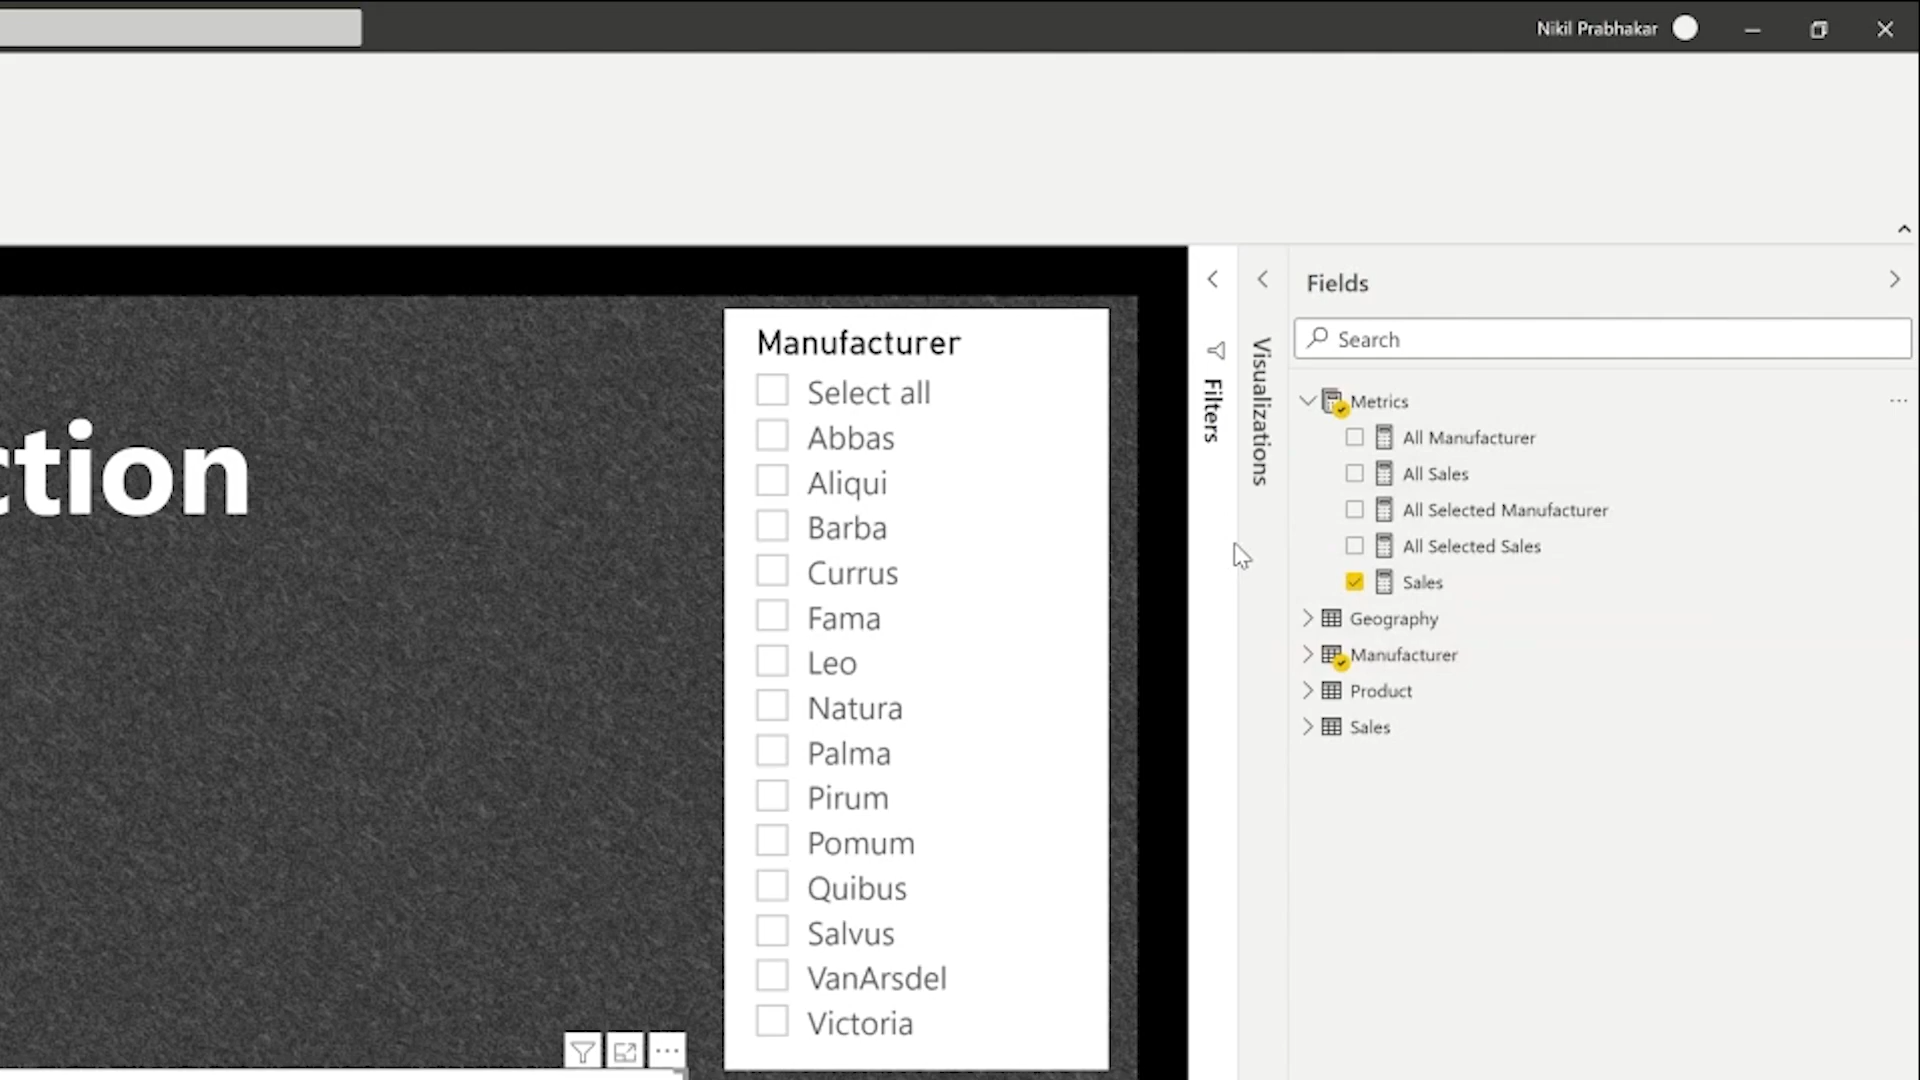 Nikil Prabhakar
Fields
Search
Filters
Visualizations
Metrics
All Manufacturer
All Sales
All Selected Manufacturer
All Selected Sales
Sales
Geography
Manufacturer
Product
Sales
ction
Manufacturer
Select all
Abbas
Aliqui
Barba
Currus
Fama
Leo
Natura
Palma
Pirum
Pomum
Quibus
Salvus
VanArsdel
Victoria